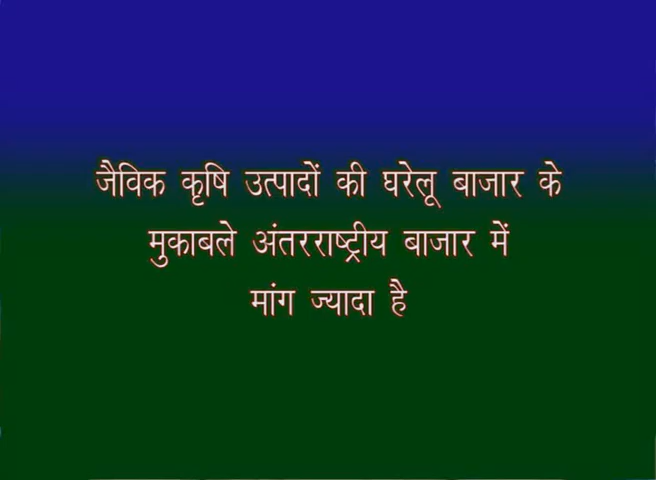 जैविक कृषि उत्पादों की घरेलू बाजार के
मुकाबले अंतरराष्ट्रीय बाजार में
मांग ज्यादा है